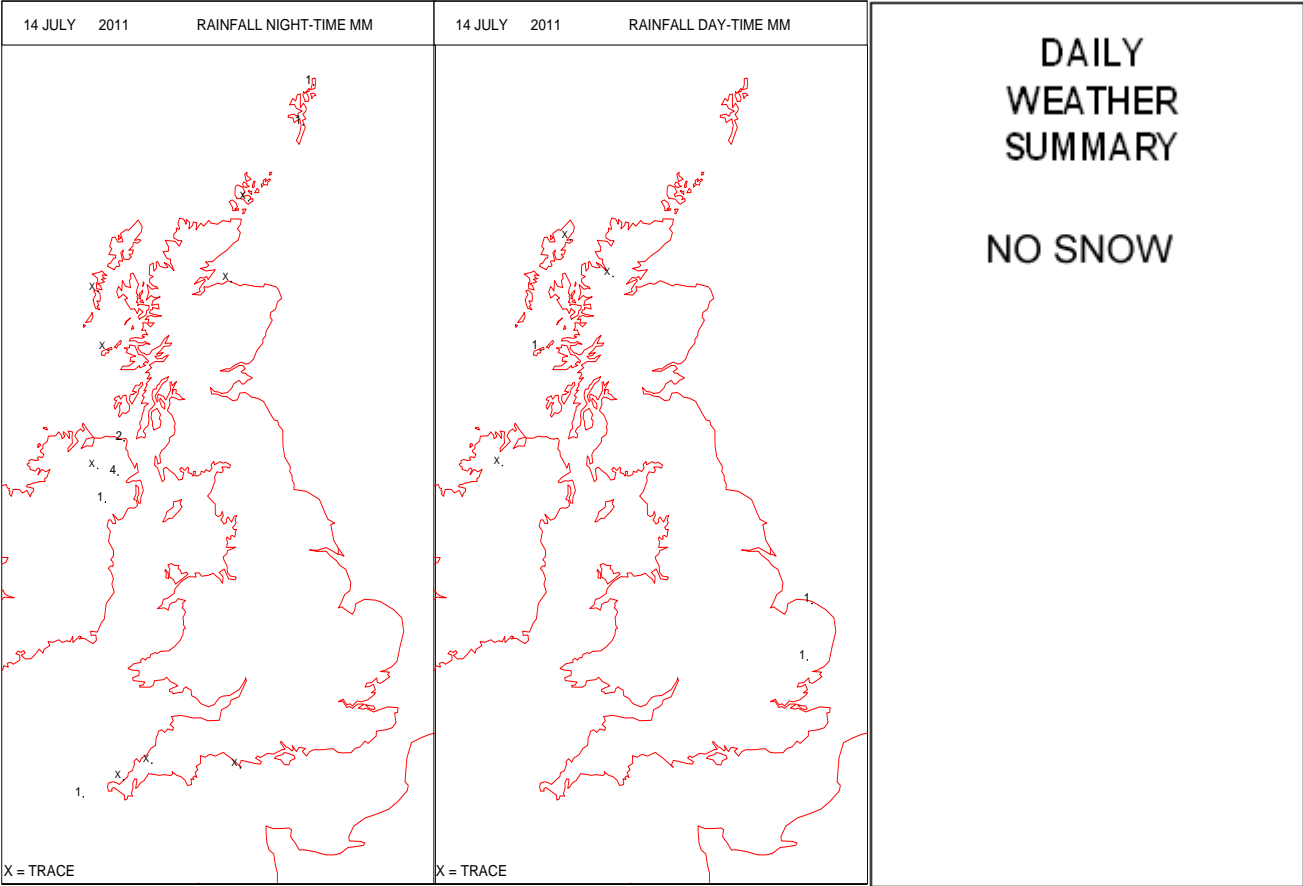 14 JULY 2011 RAINFALL NIGHT-TIME MM
1.
1
X
X.
X
X.
2.
X.
4.
1.
X.
X.
X
1.
X = TRACE
14 JULY 2011 RAINFALL DAY-TIME MM
X.
X.
1.
X.
1.
1.
X = TRACE
DAILY
WEATHER
SUMMARY
NO SNOW